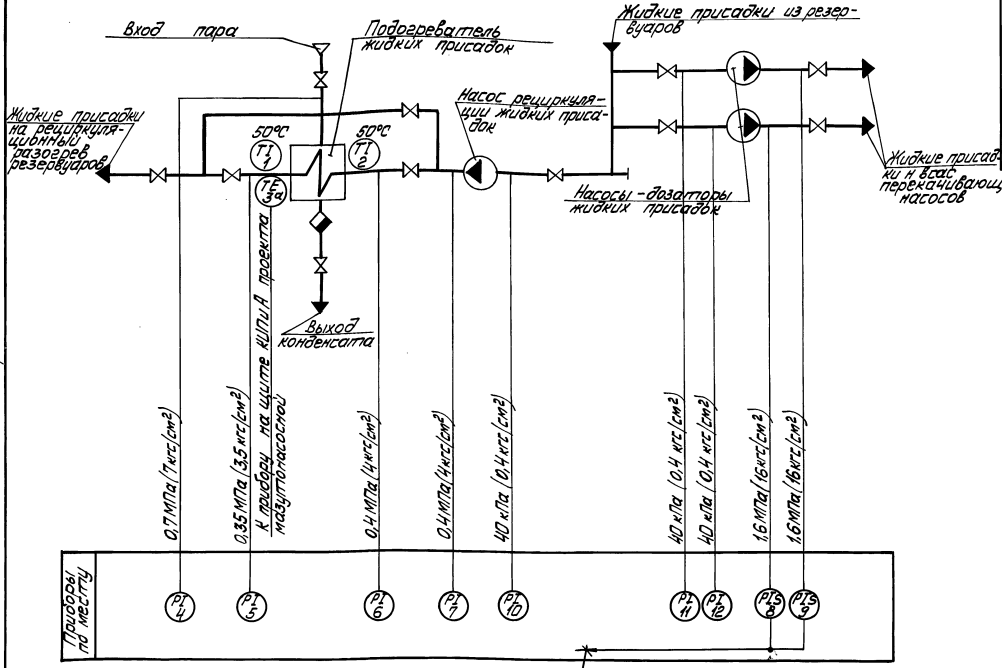 Вход пара
Подогреватель
жидких присадок
Жидкие присадки из резер-
вуаров
Жидкие присадки
на рециркуля-
ционный
разогрев
резервуаров
50°С
TI
1
50°С
TI
2
TE
3а
Насос рециркуля-
ции жидких приса-
док
Насосы-дозаторы
жидких присадок
Жидкие присад
ки н всас
перекачивающ
насосов
Выход
конденсата
0,7 МПа (7 кгс/см²)
0,35 МПа (3,5 кгс/см²)
К прибору на щите КИПиА проекта
мазутонасосной
0,4 МПа (4 кгс/см²)
0,4 МПа (4 кгс/см²)
40 кПа (0,4 кгс/см²)
40 кПа (0,4 кгс/см²)
40 кПа (0,4 кгс/см²)
1,6 МПа (16 кгс/см²)
1,6 МПа (16 кгс/см²)
Приборы
по месту
PI
4
PI
5
PI
6
PI
7
PI
10
PI
11
PI
12
PIS
8
PIS
9